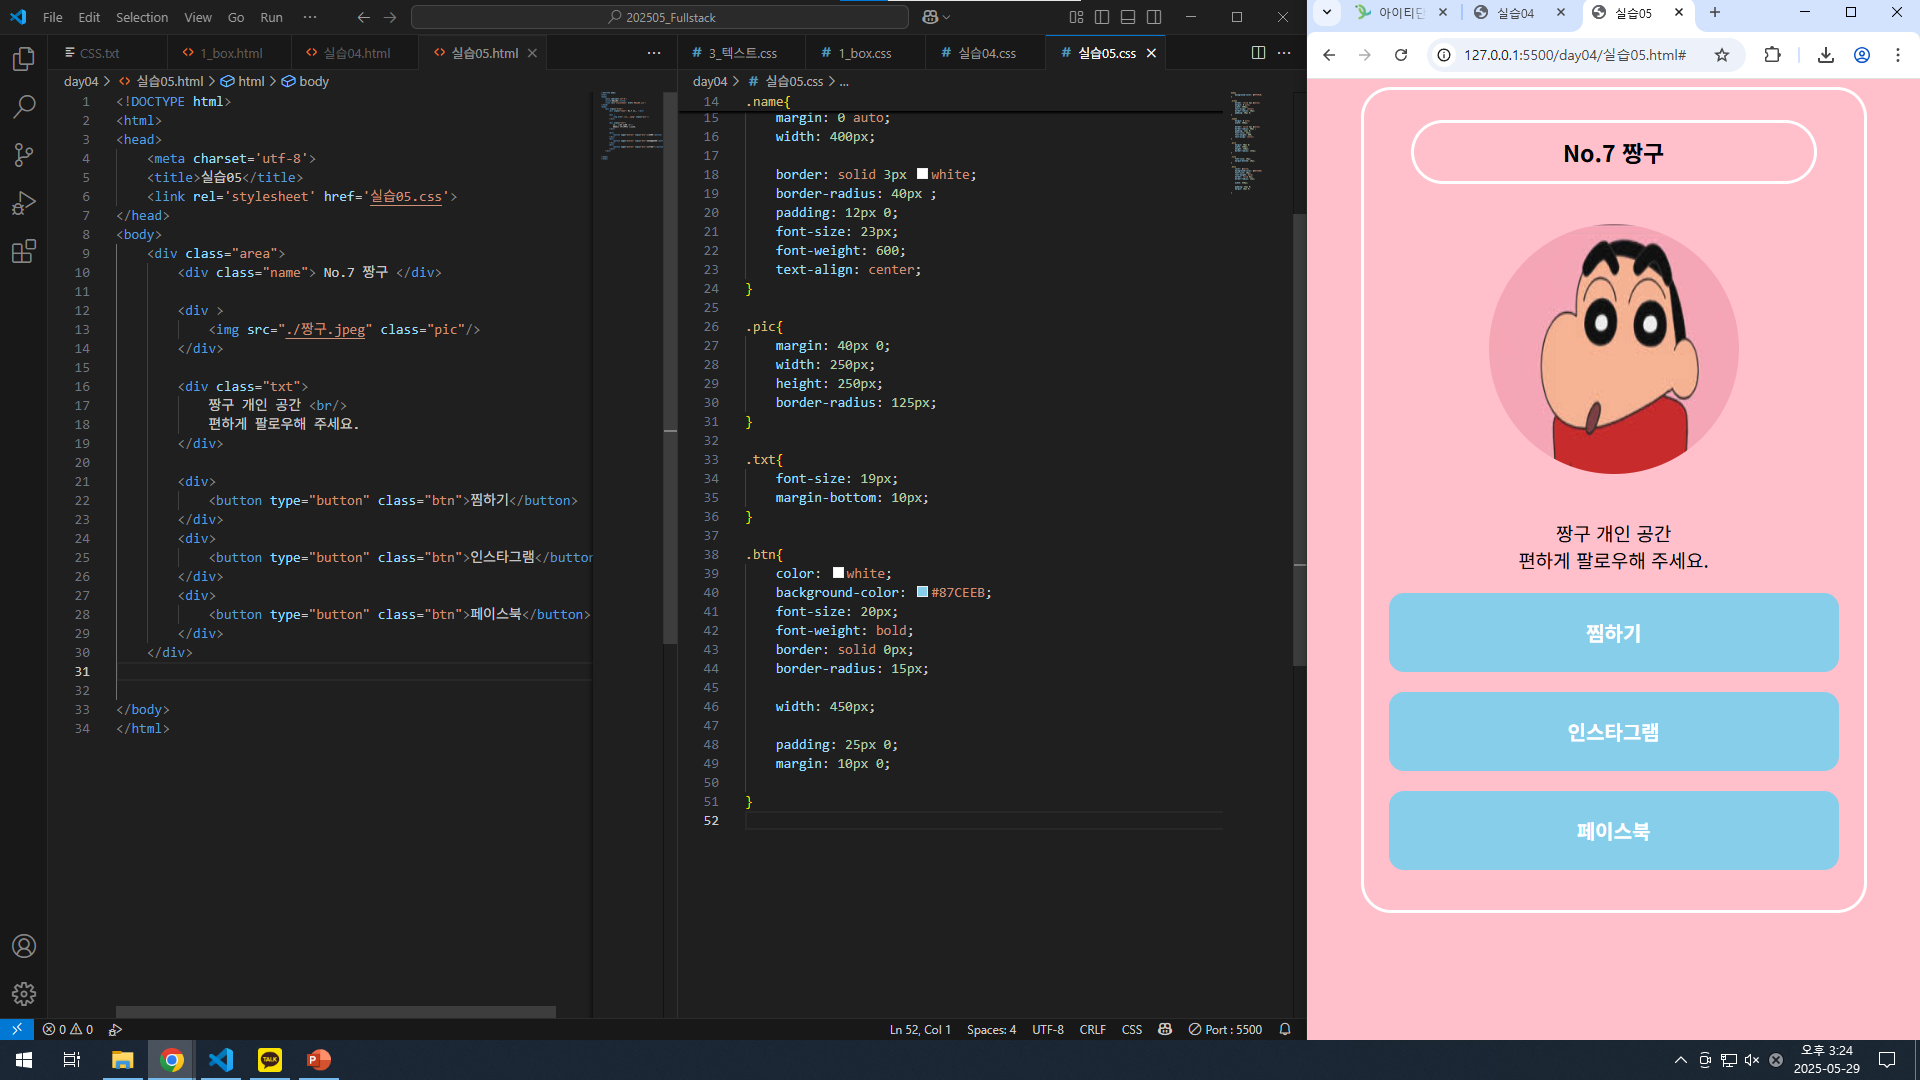 File Edit Selection View Go Run ··· 202505_Fullstack
CSS.txt 1_box.html 실습04.html 실습05.html
day04 > 실습05.html > html > body
1 <!DOCTYPE html>
2 <html>
3 <head>
4 <meta charset='utf-8'>
5 <title>실습05</title>
6 <link rel='stylesheet' href='실습05.css'>
7 </head>
8 <body>
9 <div class="area">
10 <div class="name"> No.7 짱구 </div>
11
12 <div >
13 <img src="./짱구.jpeg" class="pic"/>
14 </div>
15
16 <div class="txt">
17 짱구 개인 공간 <br/>
18 편하게 팔로우해 주세요.
19 </div>
20
21 <div>
22 <button type="button" class="btn">찜하기</button>
23 </div>
24 <div>
25 <button type="button" class="btn">인스타그램</button
26 </div>
27 <div>
28 <button type="button" class="btn">페이스북</button>
29 </div>
30 </div>
31
32
33 </body>
34 </html>
3_텍스트.css 1_box.css 실습04.css 실습05.css
day04 > 실습05.css > ...
14 .name{
15 margin: 0 auto;
16 width: 400px;
17
18 border: solid 3px white;
19 border-radius: 40px ;
20 padding: 12px 0;
21 font-size: 23px;
22 font-weight: 600;
23 text-align: center;
24 }
25
26 .pic{
27 margin: 40px 0;
28 width: 250px;
29 height: 250px;
30 border-radius: 125px;
31 }
32
33 .txt{
34 font-size: 19px;
35 margin-bottom: 10px;
36 }
37
38 .btn{
39 color: white;
40 background-color: #87CEEB;
41 font-size: 20px;
42 font-weight: bold;
43 border: solid 0px;
44 border-radius: 15px;
45
46 width: 450px;
47
48 padding: 25px 0;
49 margin: 10px 0;
50
51 }
52
0 0 Ln 52, Col 1 Spaces: 4 UTF-8 CRLF CSS Port : 5500
아이티 실습04 실습05
127.0.0.1:5500/day04/실습05.html#
No.7 짱구
짱구 개인 공간
편하게 팔로우해 주세요.
찜하기
인스타그램
페이스북
TALK
오후 3:24
2025-05-29